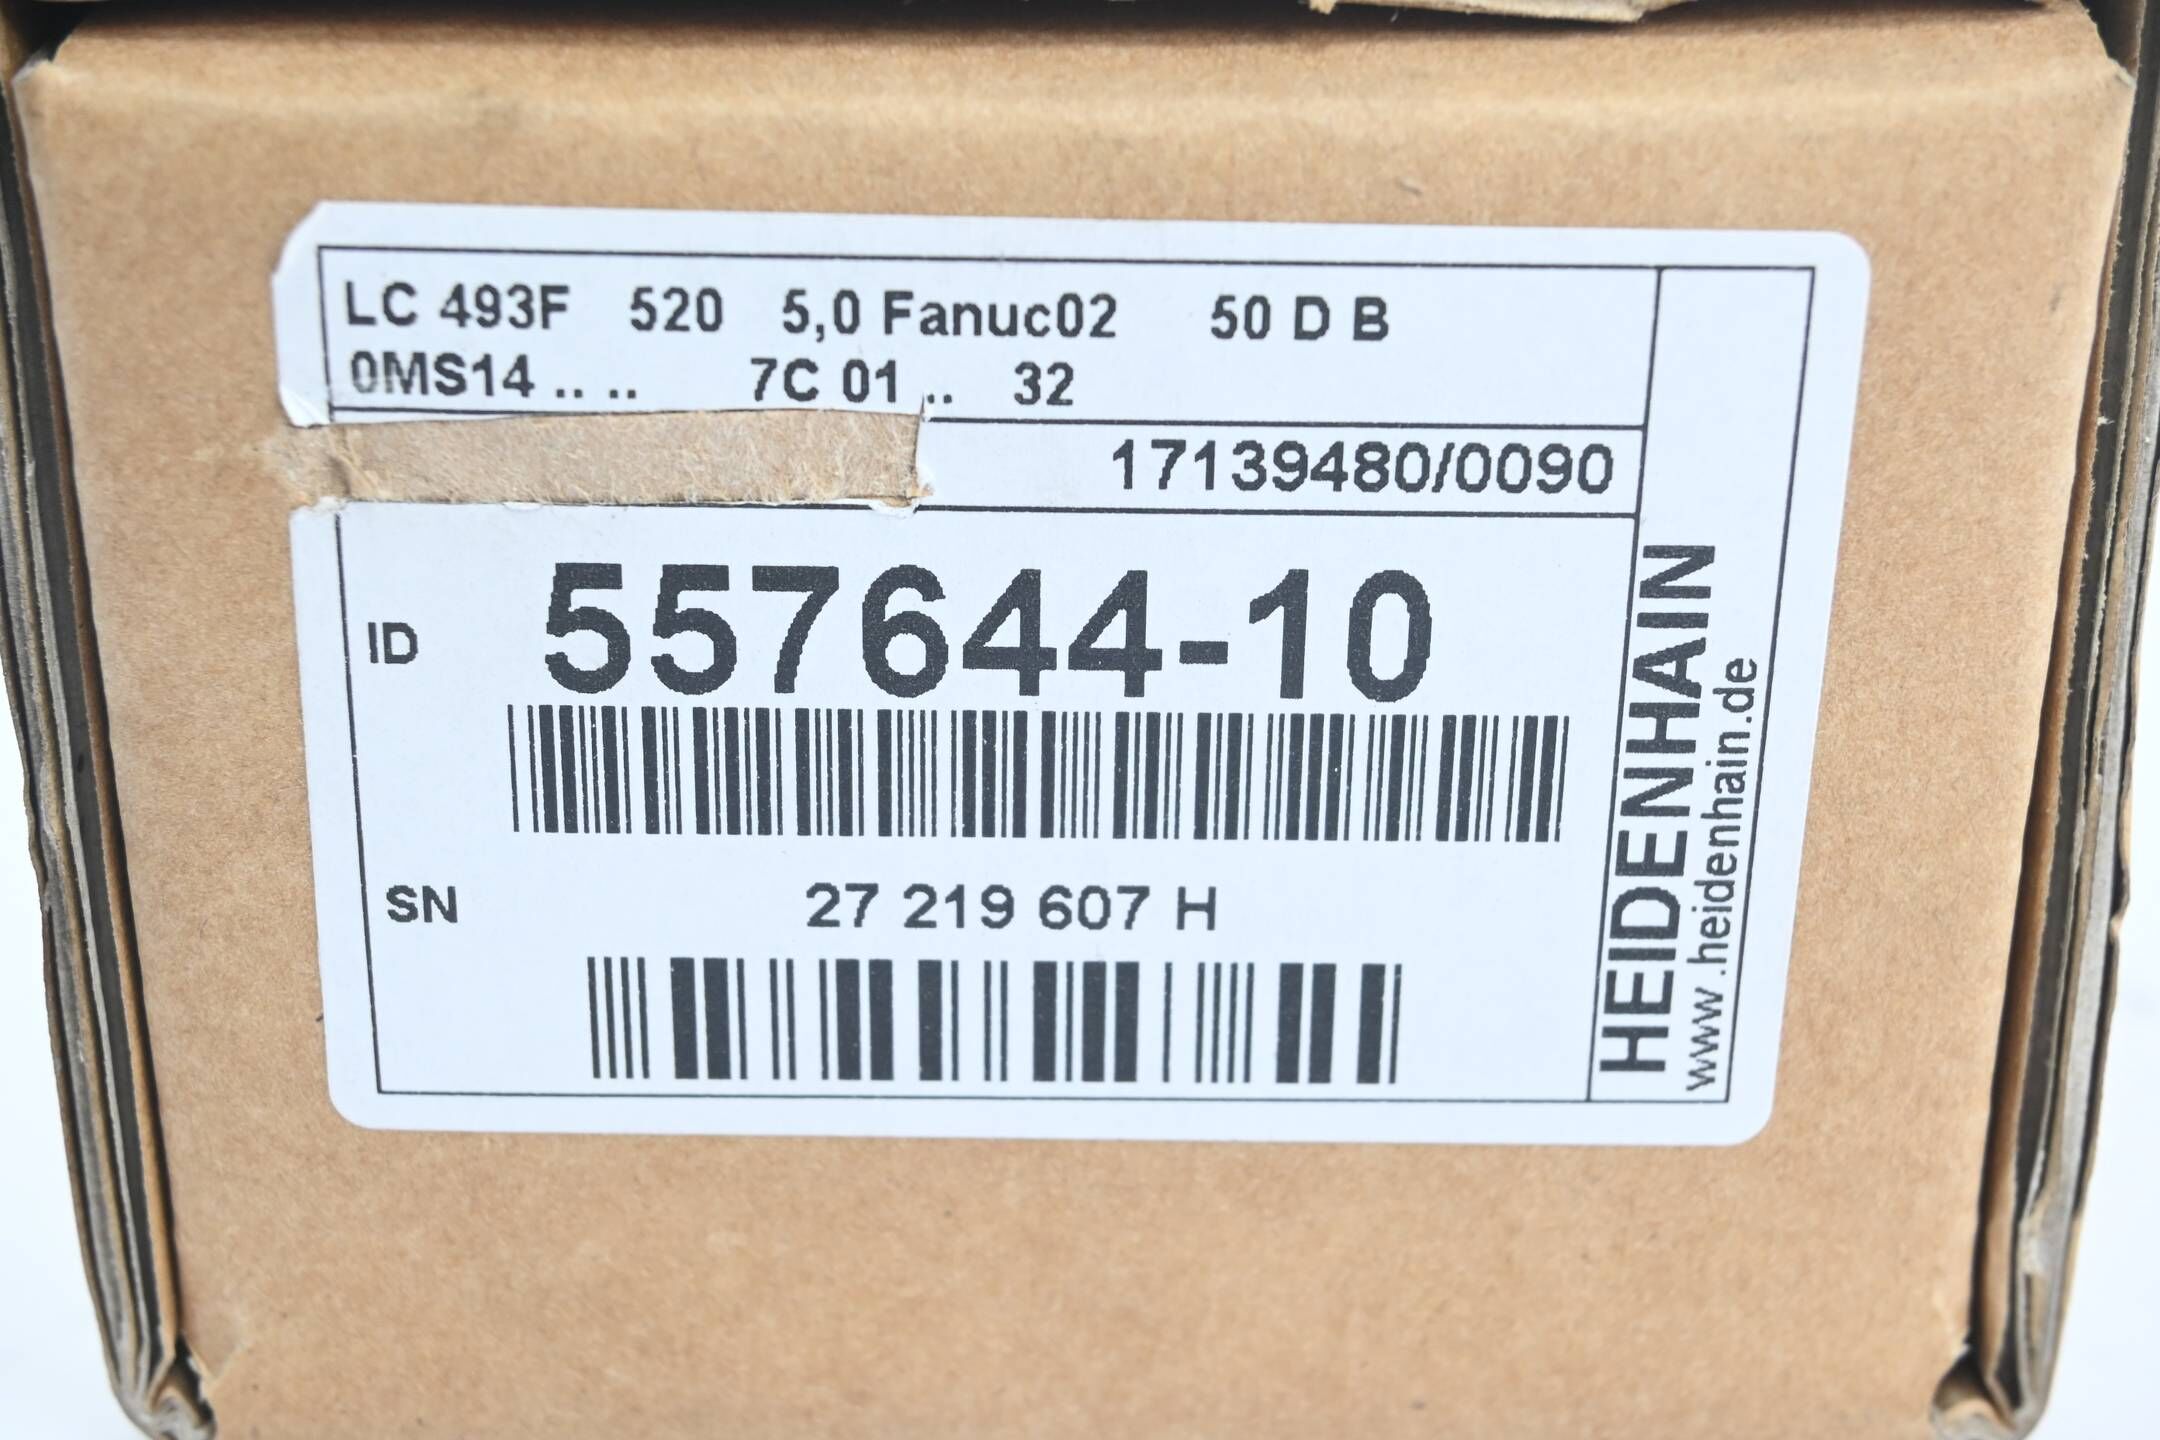 LC 493F 520 5,0 Fanuc02 50 D B
0MS14 .. .. 7C 01 .. 32
17139480/0090
ID 557644-10
SN 27 219 607 H
HEIDENHAIN
www.heidenhain.de